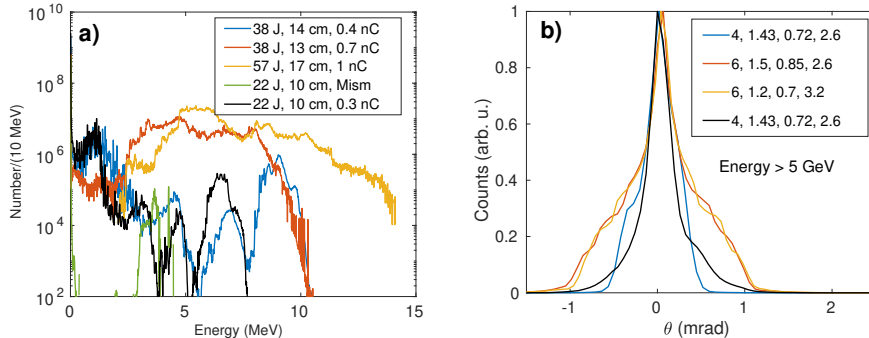 a)
38 J, 14 cm, 0.4 nC
38 J, 13 cm, 0.7 nC
57 J, 17 cm, 1 nC
22 J, 10 cm, Mism
22 J, 10 cm, 0.3 nC
10^10
10^8
10^6
10^4
10^2
Number/(10 MeV)
0
5
10
15
Energy (MeV)
b)
4, 1.43, 0.72, 2.6
6, 1.5, 0.85, 2.6
6, 1.2, 0.7, 3.2
4, 1.43, 0.72, 2.6
Energy > 5 GeV
1
0.8
0.6
0.4
0.2
0
Counts (arb. u.)
-1
0
1
2
θ (mrad)